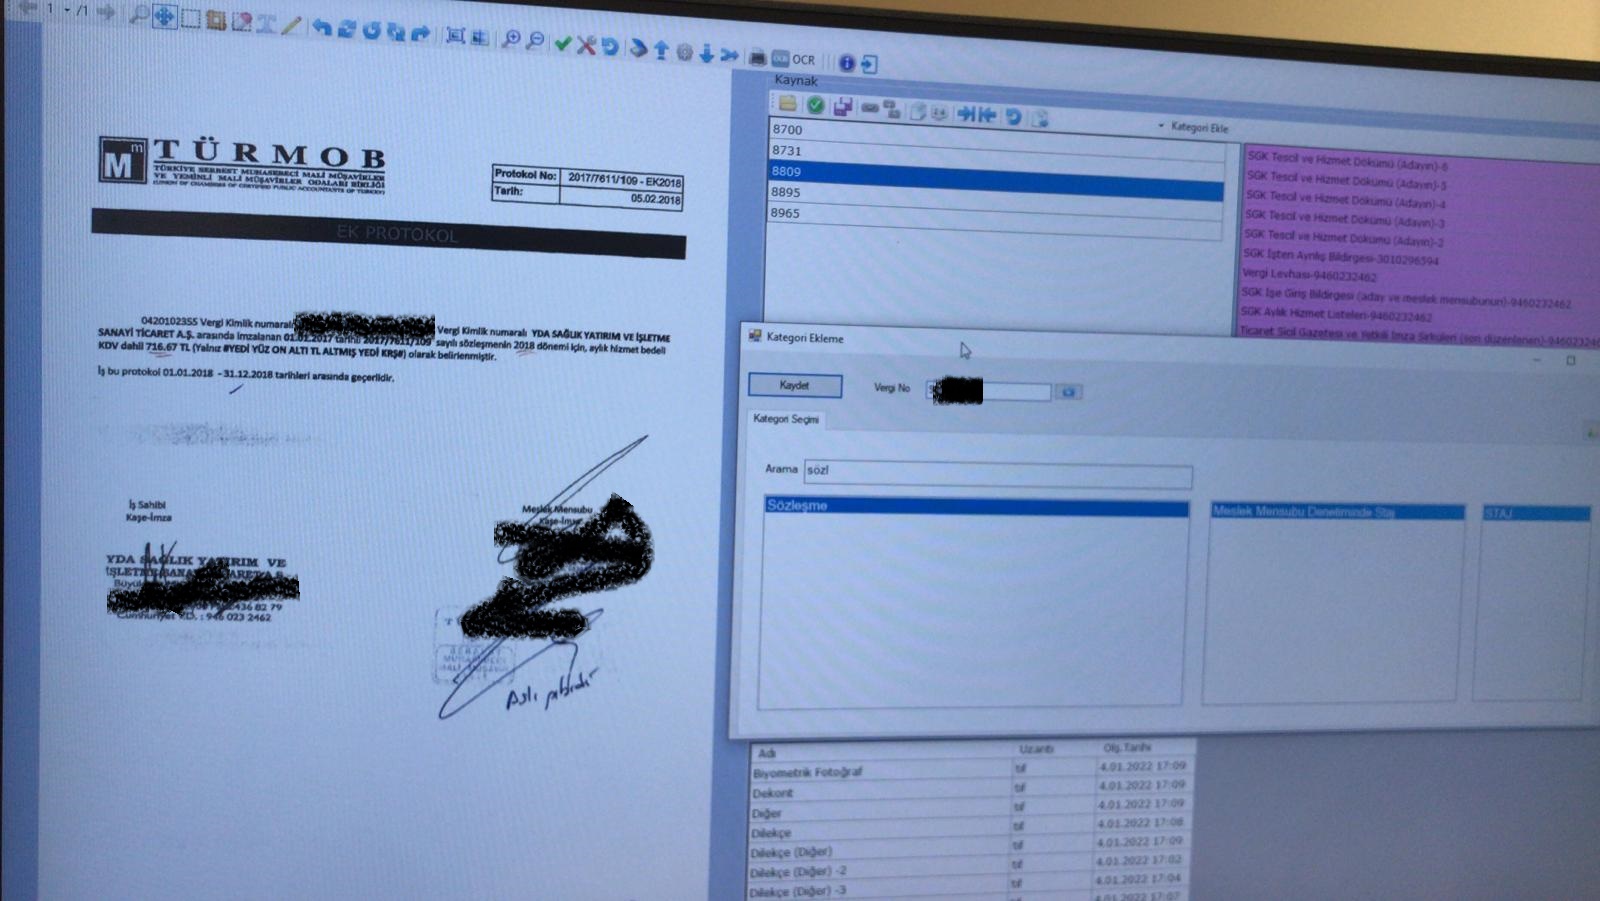 1 - /1
OCR
M m
TÜRMOB
TÜRKİYE SERBEST MUHASEBECİ MALİ MÜŞAVİRLER
VE YEMİNLİ MALİ MÜŞAVİRLER ODALARI BİRLİĞİ
(UNION OF CHAMBERS OF CERTIFIED PUBLIC ACCOUNTANTS OF TURKEY)
Protokol No: 2017/7611/109 - EK2018
Tarih: 05.02.2018
EK PROTOKOL
0420102355 Vergi Kimlik numaralı Vergi Kimlik numaralı YDA SAĞLIK YATIRIM VE İŞLETME
SANAYİ TİCARET A.Ş. arasında imzalanan 01.01.2017 tarihli 2017/7611/109 sayılı sözleşmenin 2018 dönemi için, aylık hizmet bedeli
KDV dahil 716.67 TL (Yalnız #YEDİ YÜZ ON ALTI TL ALTMIŞ YEDİ KRŞ#) olarak belirlenmiştir.
İş bu protokol 01.01.2018 - 31.12.2018 tarihleri arasında geçerlidir.
İş Sahibi
Kaşe-İmza
Meslek Mensubu
Kaşe-İmza
YDA SAĞLIK YATIRIM VE
İŞLETME SANAYİ TİCARET A.Ş.
436 82 79
Cumhuriyet V.D. : 946 023 2462
SERBEST
MUHASEBECİ
MALİ MÜŞAVİR
Kaynak
Kategori Ekle
8700
8731
8809
8895
8965
SGK Tescil ve Hizmet Dökümü (Adayın)-6
SGK Tescil ve Hizmet Dökümü (Adayın)-5
SGK Tescil ve Hizmet Dökümü (Adayın)-4
SGK Tescil ve Hizmet Dökümü (Adayın)-3
SGK Tescil ve Hizmet Dökümü (Adayın)-2
SGK İşten Ayrılış Bildirgesi-3010296594
Vergi Levhası-9460232462
SGK İşe Giriş Bildirgesi (aday ve meslek mensubunun)-9460232462
SGK Aylık Hizmet Listeleri-9460232462
Ticaret Sicil Gazetesi ve Yetkili İmza Sirküleri (son düzenlenen)-946023246
Kategori Ekleme
Kaydet
Vergi No
Kategori Seçimi
Arama sözl
Sözleşme
Meslek Mensubu Denetiminde Staj
STAJ
Adı Uzantı Olş.Tarihi
Biyometrik Fotoğraf tif 4.01.2022 17:09
Dekont tif 4.01.2022 17:09
Diğer tif 4.01.2022 17:09
Dilekçe tif 4.01.2022 17:08
Dilekçe (Diğer) tif 4.01.2022 17:09
Dilekçe (Diğer) -2 tif 4.01.2022 17:02
Dilekçe (Diğer) -3 tif 4.01.2022 17:04
4.01.2022 17:07